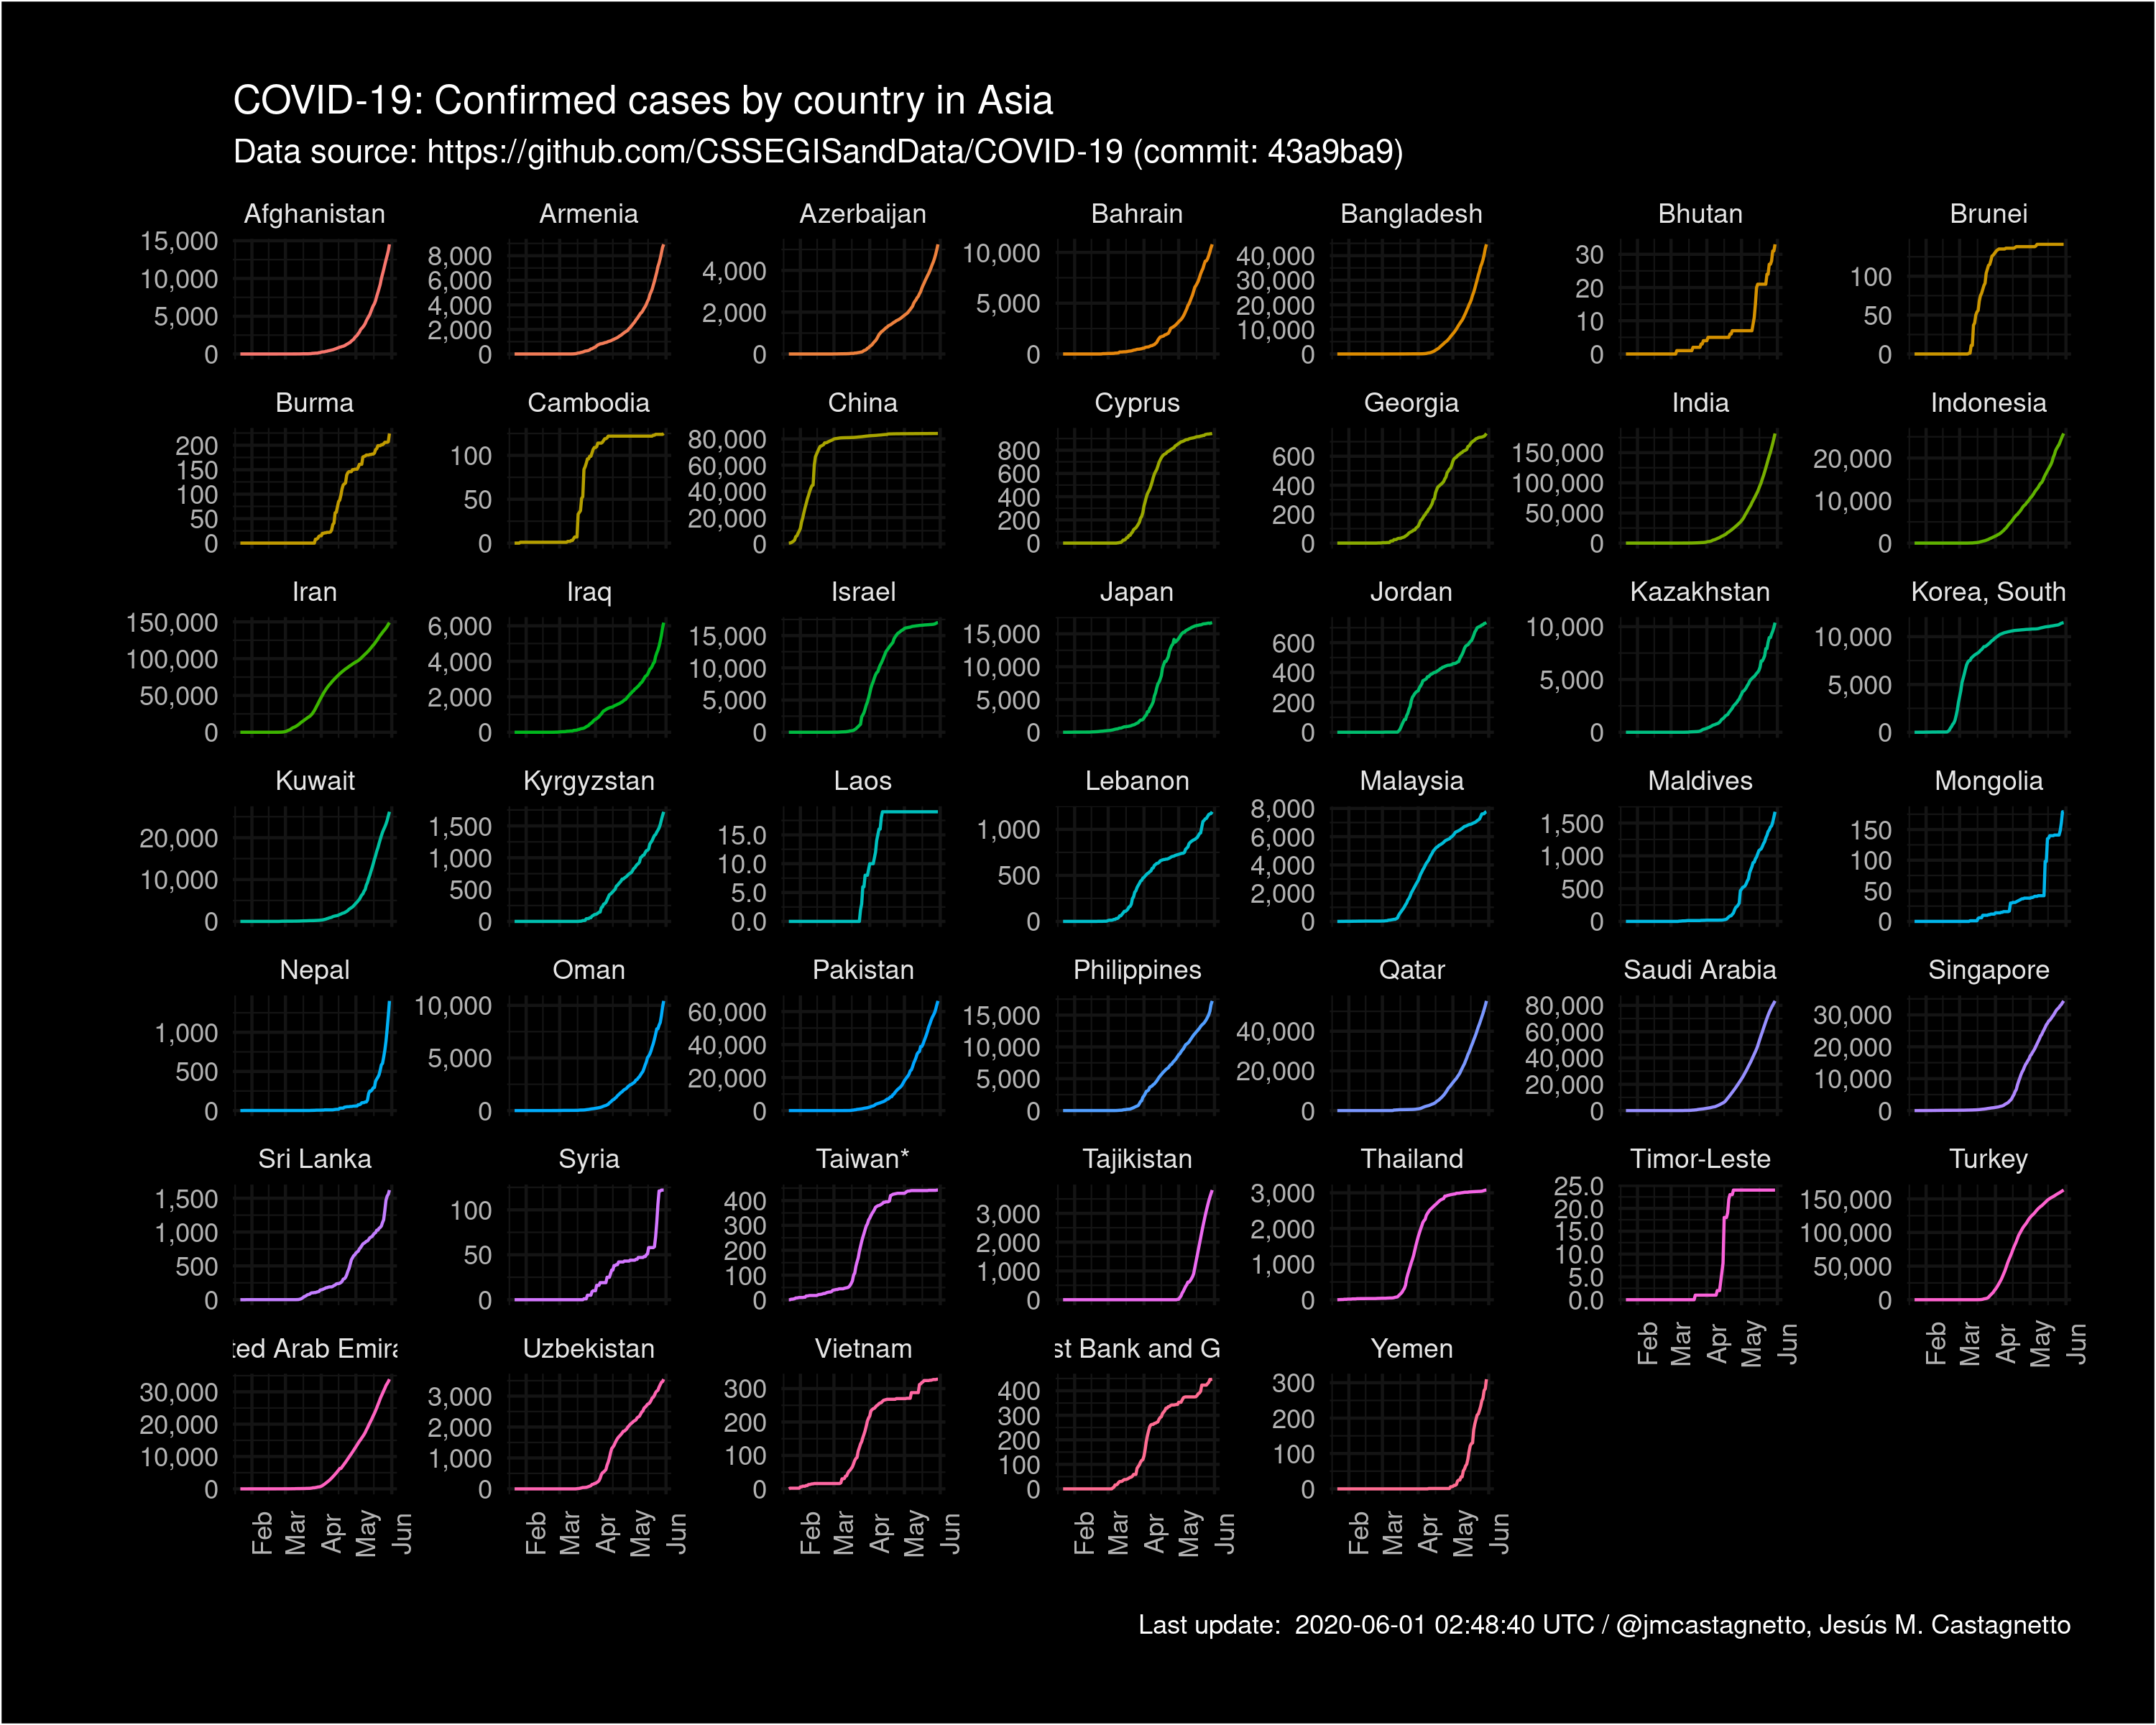 COVID-19: Confirmed cases by country in Asia
Data source: https://github.com/CSSEGISandData/COVID-19 (commit: 43a9ba9)
Afghanistan Armenia Azerbaijan Bahrain Bangladesh Bhutan Brunei
15,000 10,000 5,000 0
8,000 6,000 4,000 2,000 0
4,000 2,000 0
10,000 5,000 0
40,000 30,000 20,000 10,000 0
30 20 10 0
100 50 0
Burma Cambodia China Cyprus Georgia India Indonesia
200 150 100 50 0
100 50 0
80,000 60,000 40,000 20,000 0
800 600 400 200 0
600 400 200 0
150,000 100,000 50,000 0
20,000 10,000 0
Iran Iraq Israel Japan Jordan Kazakhstan Korea, South
150,000 100,000 50,000 0
6,000 4,000 2,000 0
15,000 10,000 5,000 0
15,000 10,000 5,000 0
600 400 200 0
10,000 5,000 0
10,000 5,000 0
Kuwait Kyrgyzstan Laos Lebanon Malaysia Maldives Mongolia
20,000 10,000 0
1,500 1,000 500 0
15.0 10.0 5.0 0.0
1,000 500 0
8,000 6,000 4,000 2,000 0
1,500 1,000 500 0
150 100 50 0
Nepal Oman Pakistan Philippines Qatar Saudi Arabia Singapore
1,000 500 0
10,000 5,000 0
60,000 40,000 20,000 0
15,000 10,000 5,000 0
40,000 20,000 0
80,000 60,000 40,000 20,000 0
30,000 20,000 10,000 0
Sri Lanka Syria Taiwan* Tajikistan Thailand Timor-Leste Turkey
1,500 1,000 500 0
100 50 0
400 300 200 100 0
3,000 2,000 1,000 0
3,000 2,000 1,000 0
25.0 20.0 15.0 10.0 5.0 0.0
150,000 100,000 50,000 0
Feb Mar Apr May Jun
Feb Mar Apr May Jun
ted Arab Emira Uzbekistan Vietnam st Bank and G Yemen
30,000 20,000 10,000 0
3,000 2,000 1,000 0
300 200 100 0
400 300 200 100 0
300 200 100 0
Feb Mar Apr May Jun
Feb Mar Apr May Jun
Feb Mar Apr May Jun
Feb Mar Apr May Jun
Feb Mar Apr May Jun
Last update:  2020-06-01 02:48:40 UTC / @jmcastagnetto, Jesús M. Castagnetto